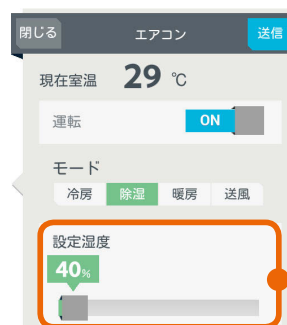 閉じる エアコン 送信
現在室温 29 ℃
運転 ON
モード
冷房 除湿 暖房 送風
設定湿度
40%